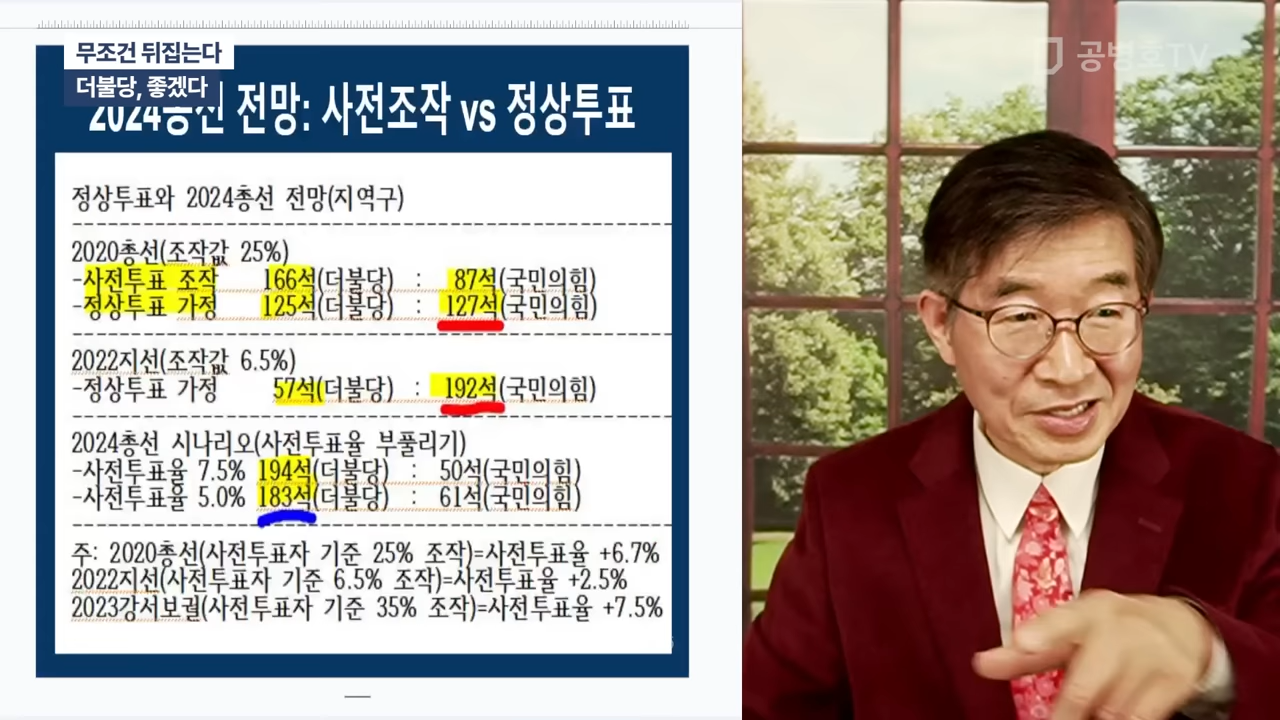 무조건 뒤집는다
더불당, 좋겠다
2024총선 전망: 사전조작 vs 정상투표
정상투표와 2024총선 전망(지역구)
2020총선(조작값 25%)
-사전투표 조작 166석(더불당) : 87석(국민의힘)
-정상투표 가정 125석(더불당) : 127석(국민의힘)
2022지선(조작값 6.5%)
-정상투표 가정 57석(더불당) : 192석(국민의힘)
2024총선 시나리오(사전투표율 부풀리기)
-사전투표율 7.5% 194석(더불당) : 50석(국민의힘)
-사전투표율 5.0% 183석(더불당) : 61석(국민의힘)
주: 2020총선(사전투표자 기준 25% 조작)=사전투표율 +6.7%
2022지선(사전투표자 기준 6.5% 조작)=사전투표율 +2.5%
2023강서보궐(사전투표자 기준 35% 조작)=사전투표율 +7.5%
공병호TV